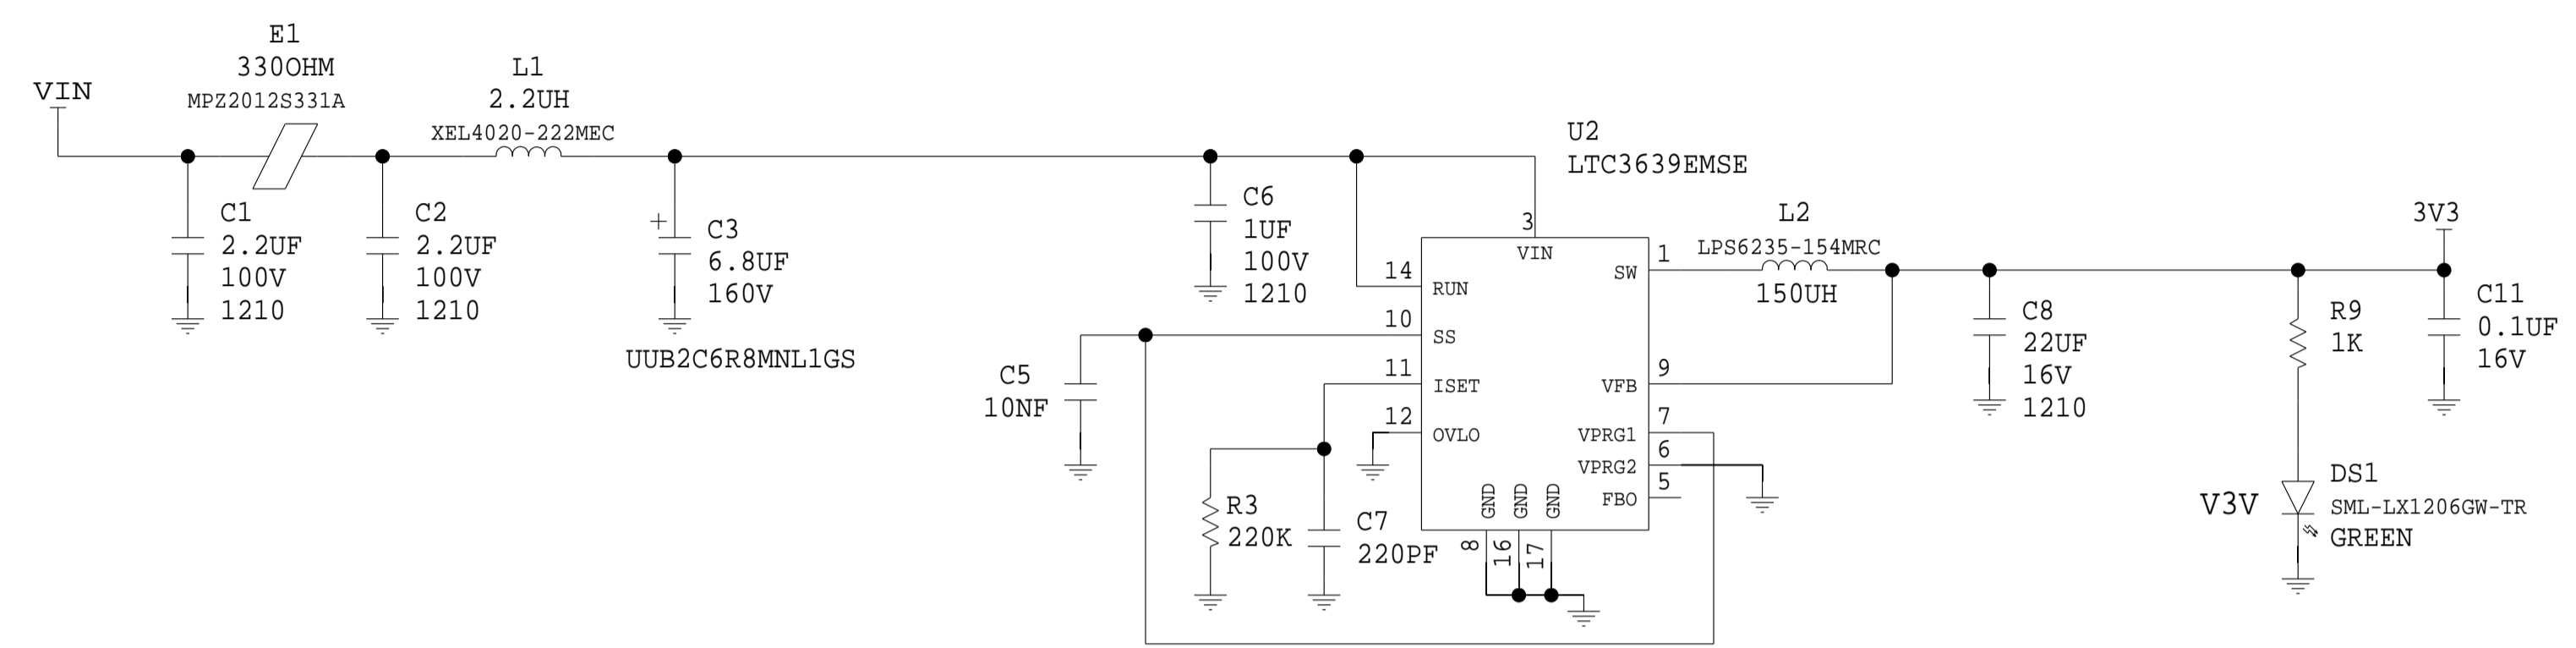 VIN
E1
330OHM
MPZ2012S331A
L1
2.2UH
XEL4020-222MEC
C1
2.2UF
100V
1210
C2
2.2UF
100V
1210
C3
6.8UF
160V
UUB2C6R8MNL1GS
C6
1UF
100V
1210
U2
LTC3639EMSE
3
VIN
14
RUN
10
SS
11
ISET
12
OVLO
1
SW
9
VFB
7
VPRG1
6
VPRG2
5
FBO
GND
GND
GND
8
16
17
C5
10NF
R3
220K
C7
220PF
L2
LPS6235-154MRC
150UH
C8
22UF
16V
1210
R9
1K
3V3
C11
0.1UF
16V
V3V
DS1
SML-LX1206GW-TR
GREEN